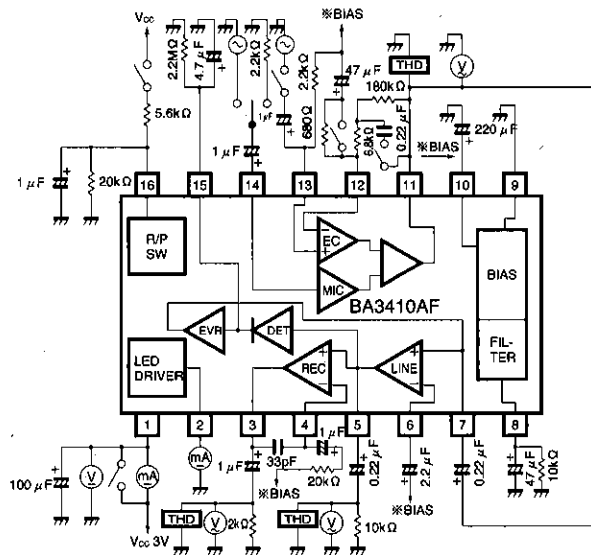 ※BIAS
VCC
2.2MΩ
4.7μF
2.2kΩ
1μF
2.2kΩ
680Ω
47μF
THD
V
180kΩ
6.8kΩ
0.22μF
※BIAS
220μF
5.6kΩ
1μF
20kΩ
1μF
16
15
14
13
12
11
10
9
R/P
SW
EC
MIC
BA3410AF
BIAS
EVR
DET
FIL-
TER
LED
DRIVER
REC
LINE
1
2
3
4
5
6
7
8
100μF
V
mA
mA
1μF
33pF
1μF
20kΩ
※BIAS
0.22μF
2.2μF
※BIAS
0.22μF
47μF
10kΩ
VCC 3V
THD
V
2kΩ
THD
V
10kΩ